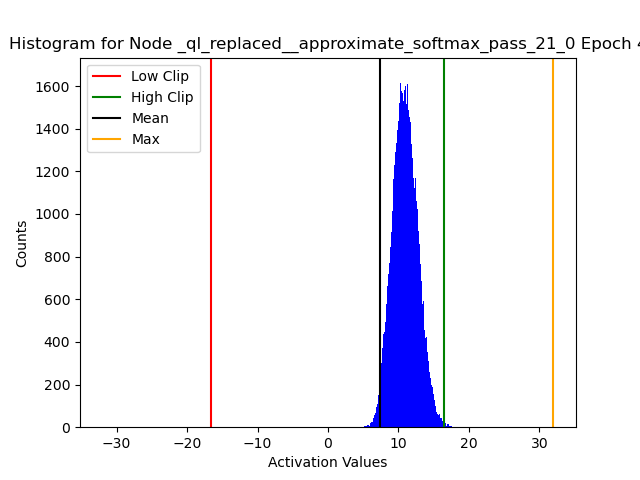 Histogram for Node _ql_replaced__approximate_softmax_pass_21_0 Epoch 4
Low Clip
High Clip
Mean
Max
1600
1400
1200
1000
800
600
400
200
0
Counts
−30
−20
−10
0
10
20
30
Activation Values